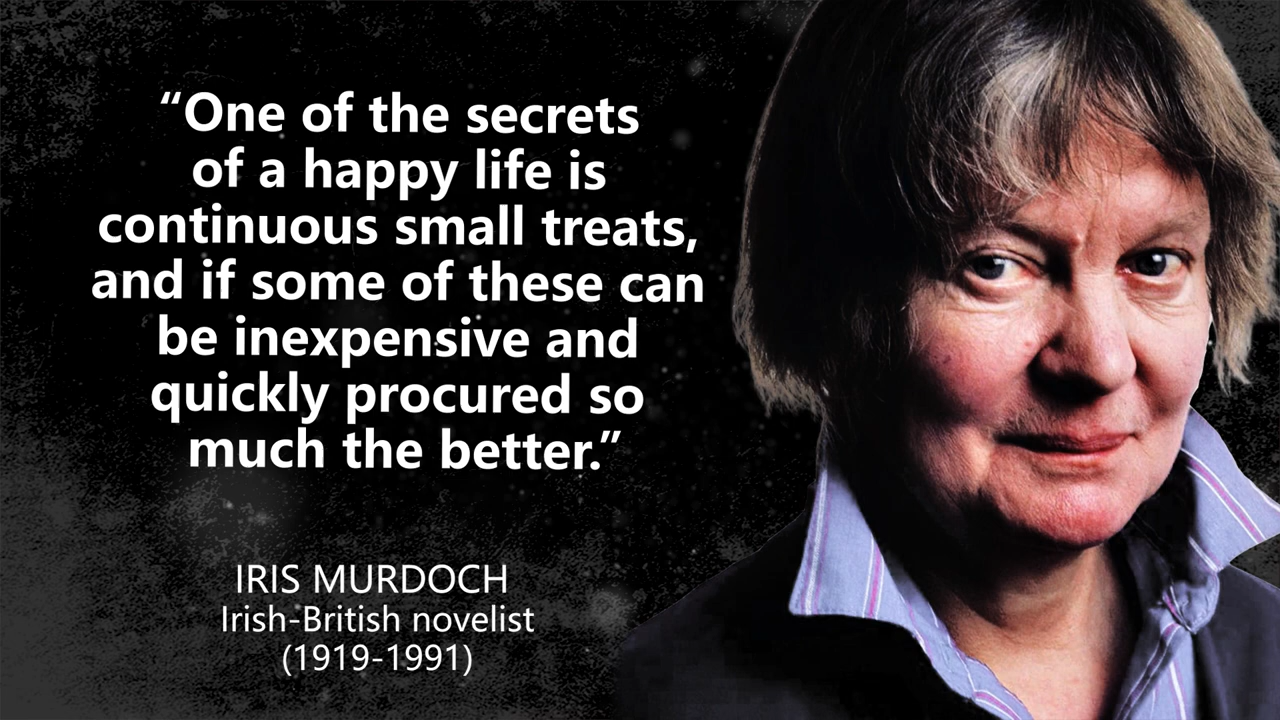 “One of the secrets
of a happy life is
continuous small treats,
and if some of these can
be inexpensive and
quickly procured so
much the better.”
IRIS MURDOCH
Irish-British novelist
(1919-1991)